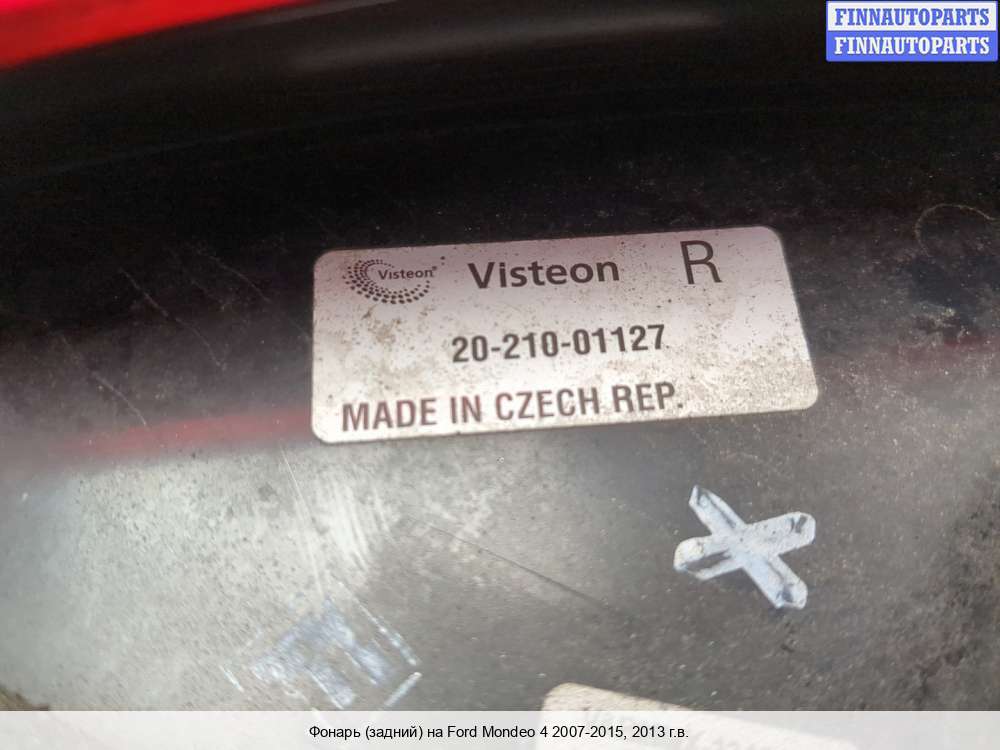 FINNAUTOPARTS
FINNAUTOPARTS
Visteon Visteon R
20-210-01127
MADE IN CZECH REP.
Фонарь (задний) на Ford Mondeo 4 2007-2015, 2013 г.в.